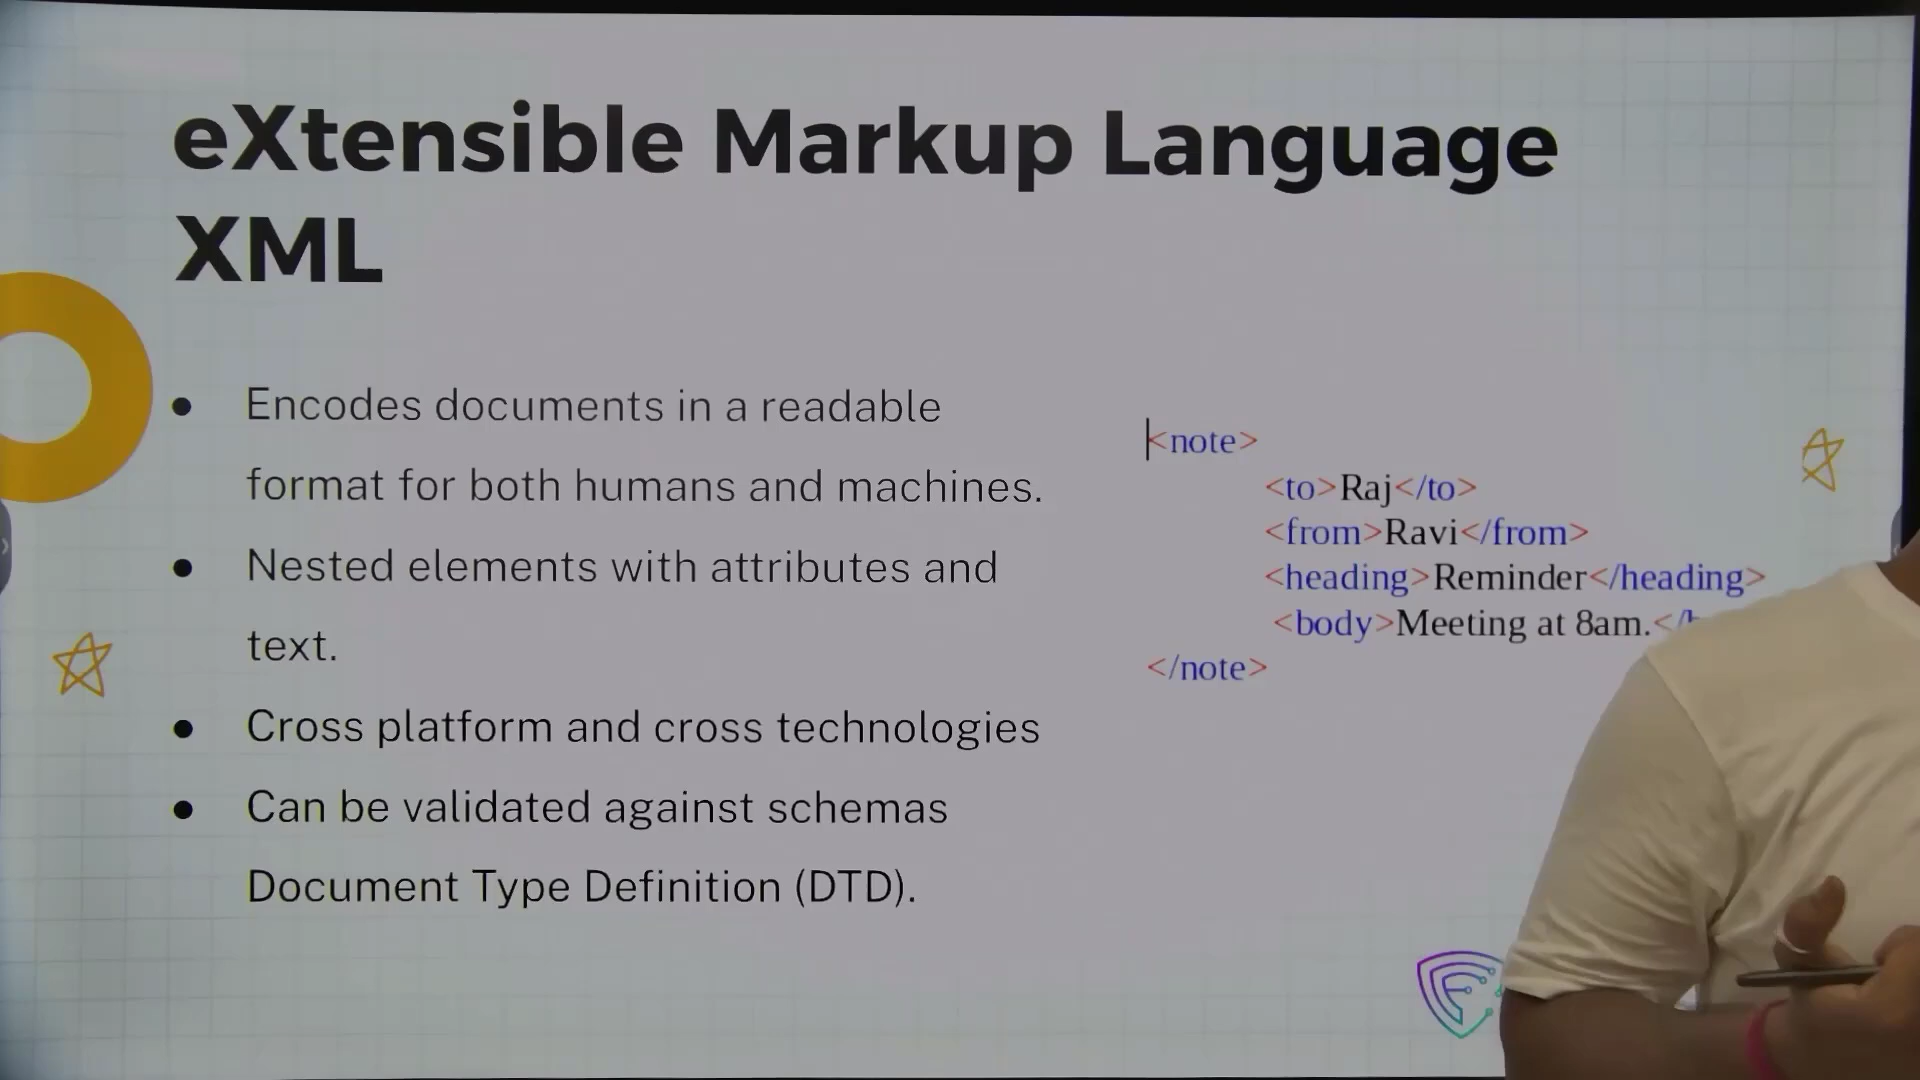 eXtensible Markup Language
XML
● Encodes documents in a readable
format for both humans and machines.
● Nested elements with attributes and
text.
● Cross platform and cross technologies
● Can be validated against schemas
Document Type Definition (DTD).
<note>
<to>Raj</to>
<from>Ravi</from>
<heading>Reminder</heading>
<body>Meeting at 8am.
</note>